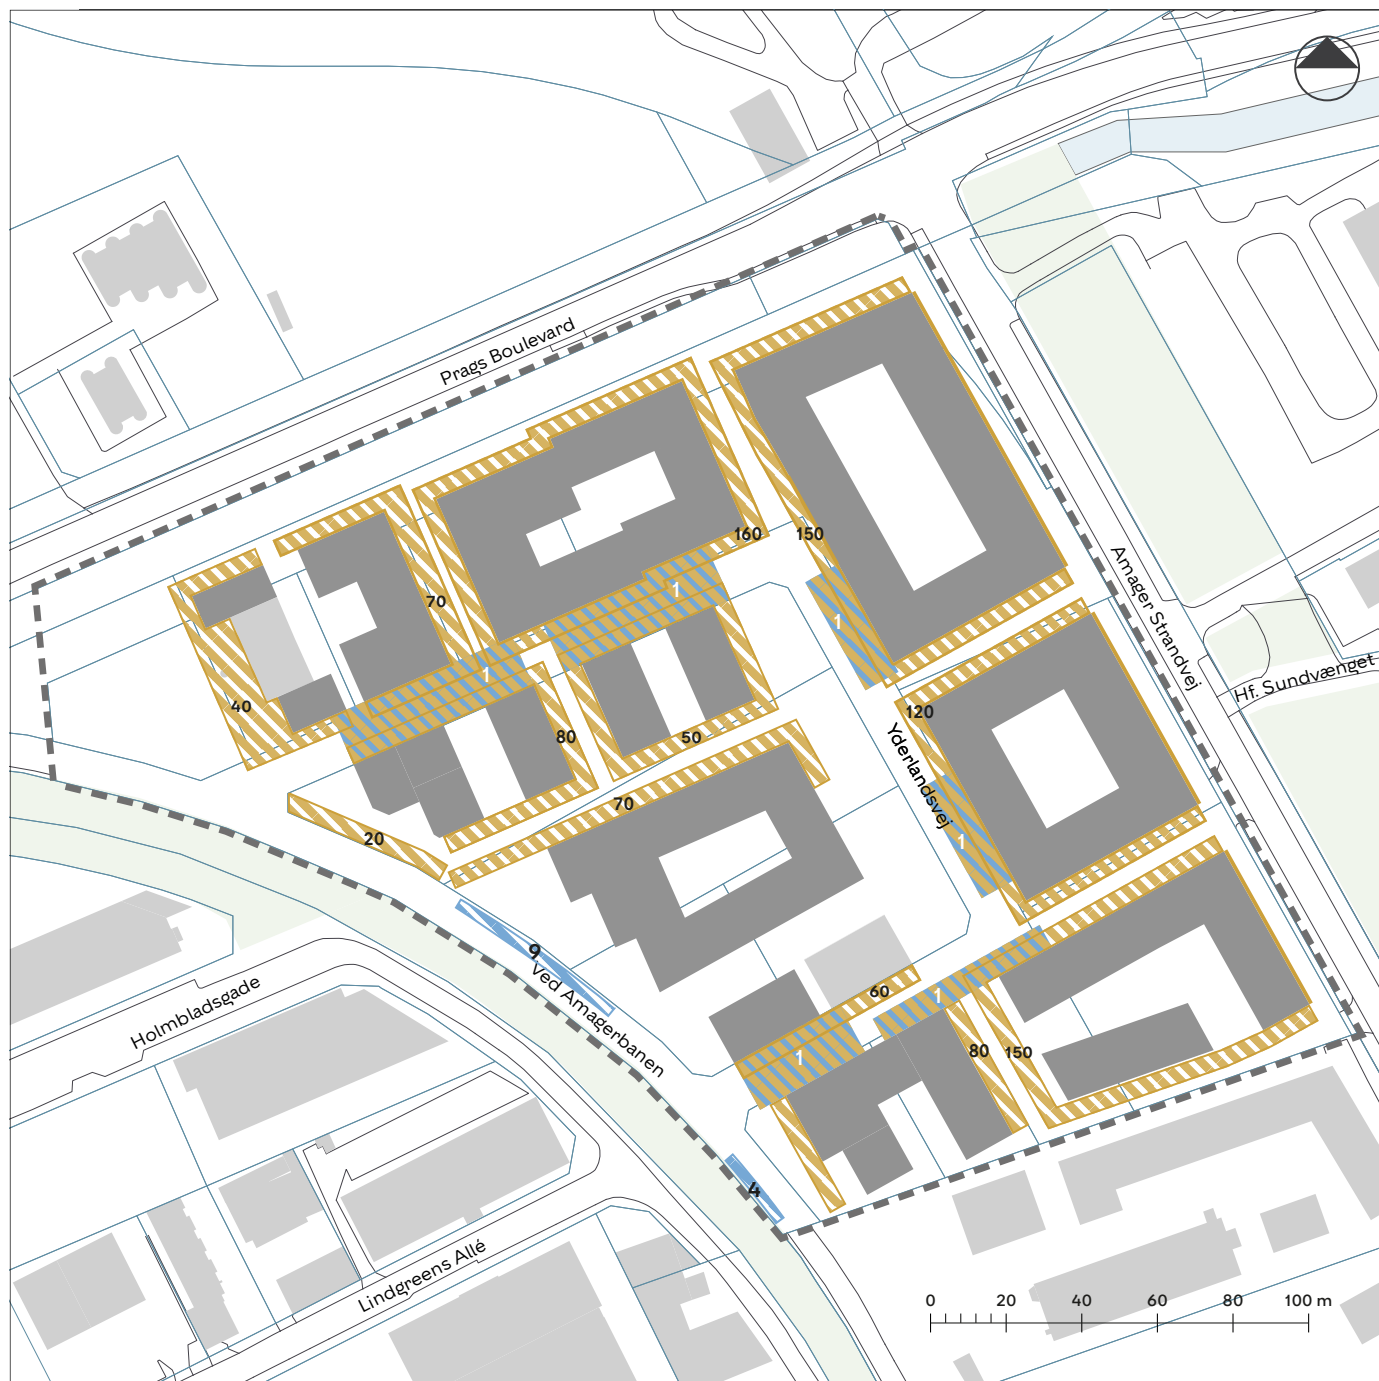 Prags Boulevard
160
150
1
70
1
Amager Strandvej
1
Hf. Sundvænget
40
120
80
50
Yderlandsvej
70
20
1
9
Ved Amagerbanen
60
1
Holmbladsgade
1
80
150
4
Lindgreens Allé
0 20 40 60 80 100 m